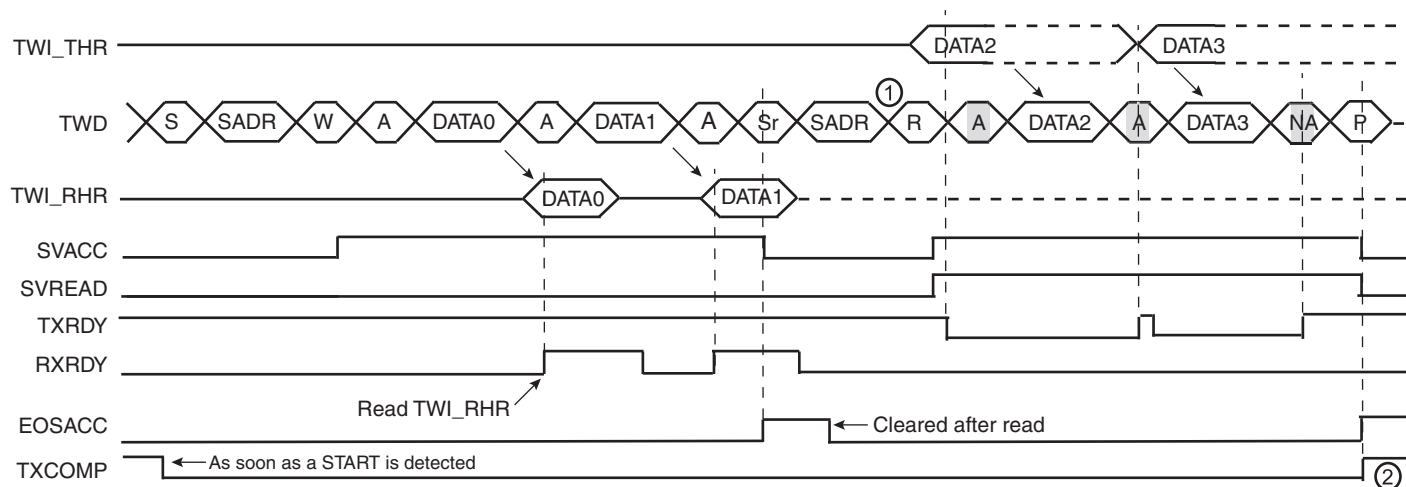 TWI_THR DATA2 DATA3
①
TWD S SADR W A DATA0 A DATA1 A Sr SADR R A DATA2 A DATA3 NA P
TWI_RHR DATA0 DATA1
SVACC
SVREAD
TXRDY
RXRDY
Read TWI_RHR
EOSACC Cleared after read
TXCOMP As soon as a START is detected ②